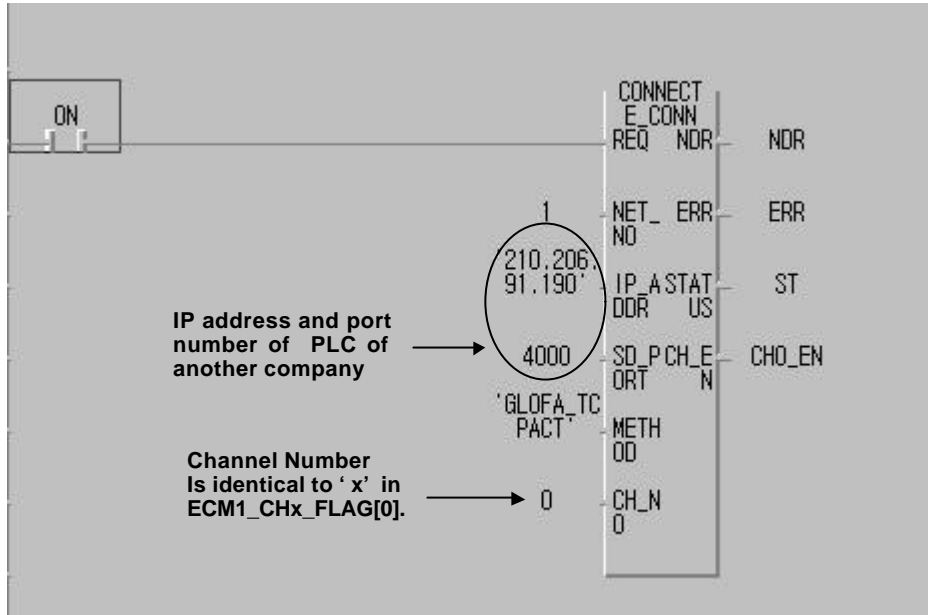 ON
CONNECT
E_CONN
REQ NDR NDR
1 NET_ ERR ERR
NO
'210.206.
91.190' IP_A STAT ST
DDR US
IP address and port
number of PLC of
another company
4000 SD_P CH_E CH0_EN
ORT N
'GLOFA_TC
PACT' METH
OD
Channel Number
Is identical to ‘ x’ in
ECM1_CHx_FLAG[0].
0 CH_N
O